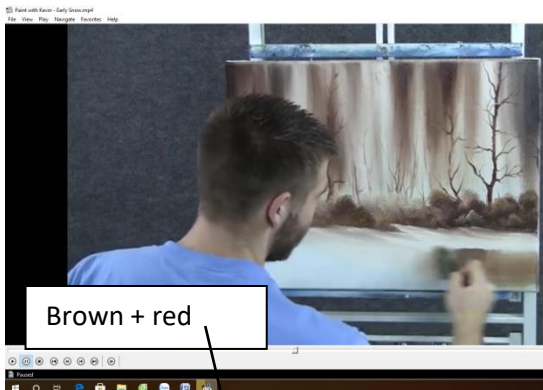 Paint with Kevin - Early Snow.mp4
File View Play Navigate Favorites Help
Brown + red
Paused